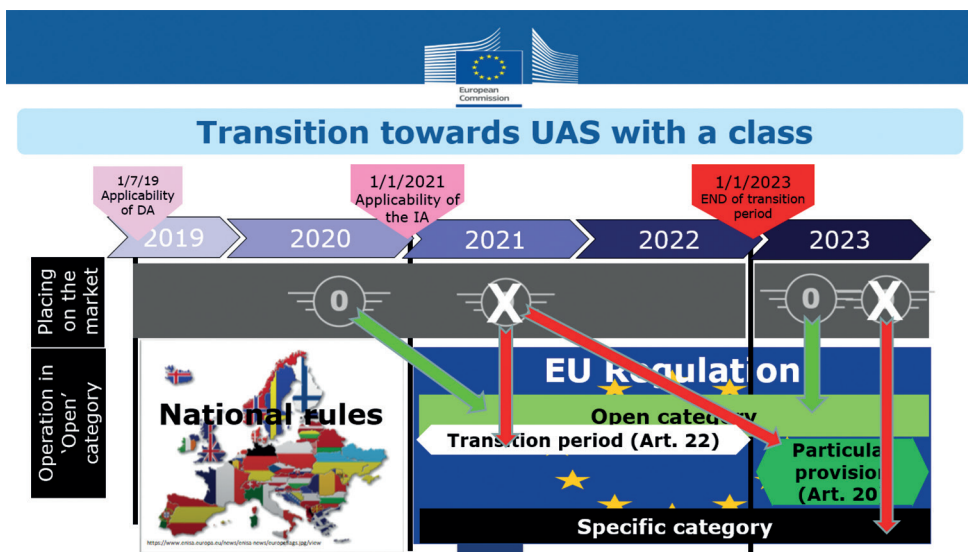 European
Commission
Transition towards UAS with a class
1/7/19
Applicability
of DA
1/1/2021
Applicability of
the IA
1/1/2023
END of transition
period
2019
2020
2021
2022
2023
Placing on the market
0
X
0
X
Operation in 'Open' category
National rules
EU Regulation
Open category
Transition period (Art. 22)
Particular
provision
(Art. 20
Specific category